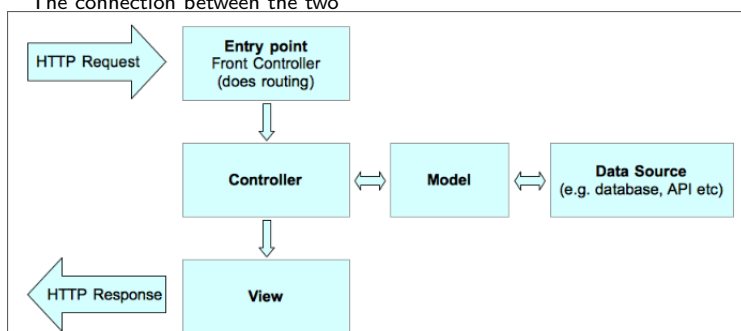 The connection between the two
HTTP Request
Entry point
Front Controller
(does routing)
Controller
Model
Data Source
(e.g. database, API etc)
HTTP Response
View